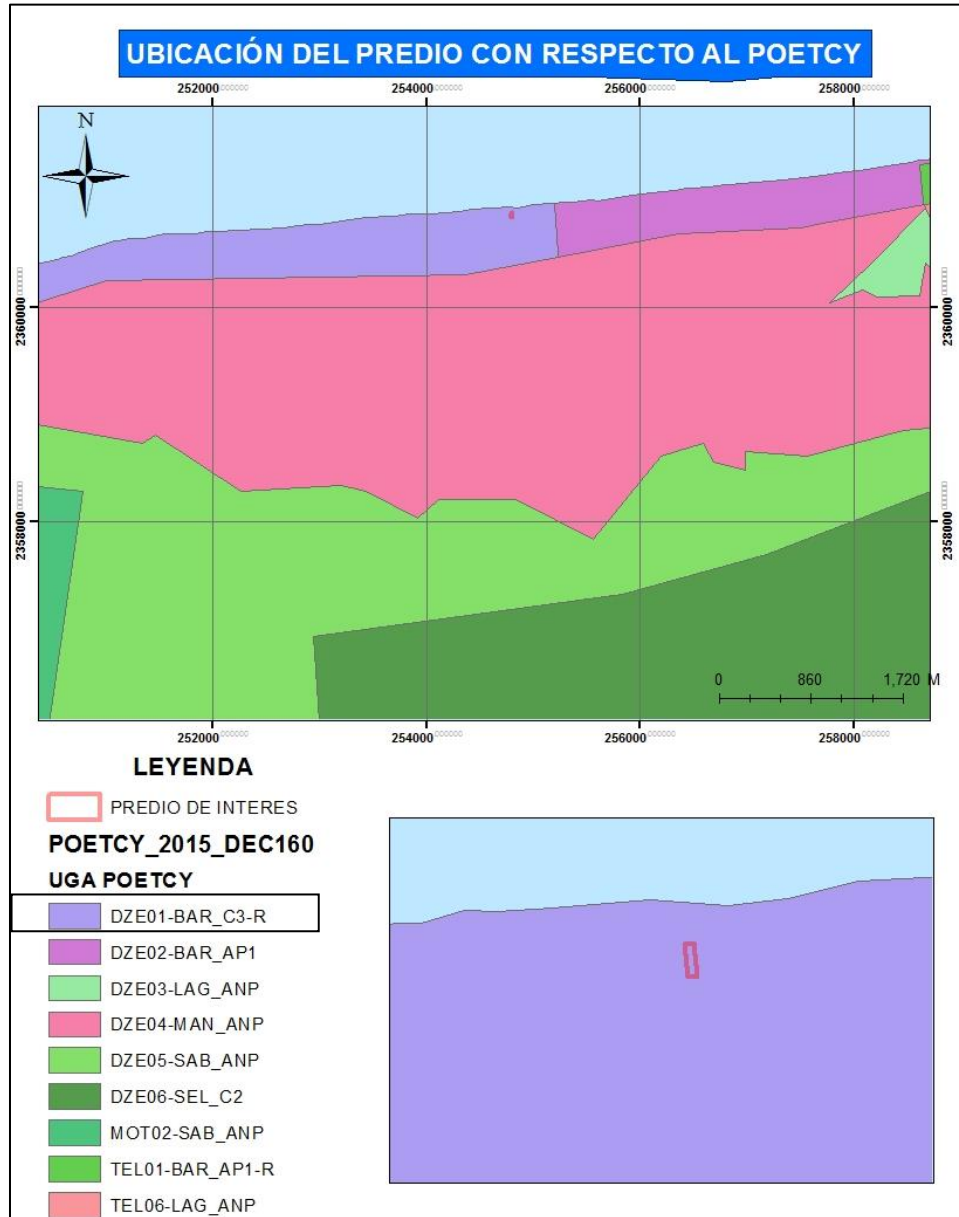 UBICACIÓN DEL PREDIO CON RESPECTO AL POETCY
252000 254000 256000 258000
N
2360000 2360000
2358000 2358000
0 860 1,720 M
252000 254000 256000 258000
LEYENDA
PREDIO DE INTERES
POETCY_2015_DEC160
UGA POETCY
DZE01-BAR_C3-R
DZE02-BAR_AP1
DZE03-LAG_ANP
DZE04-MAN_ANP
DZE05-SAB_ANP
DZE06-SEL_C2
MOT02-SAB_ANP
TEL01-BAR_AP1-R
TEL06-LAG_ANP